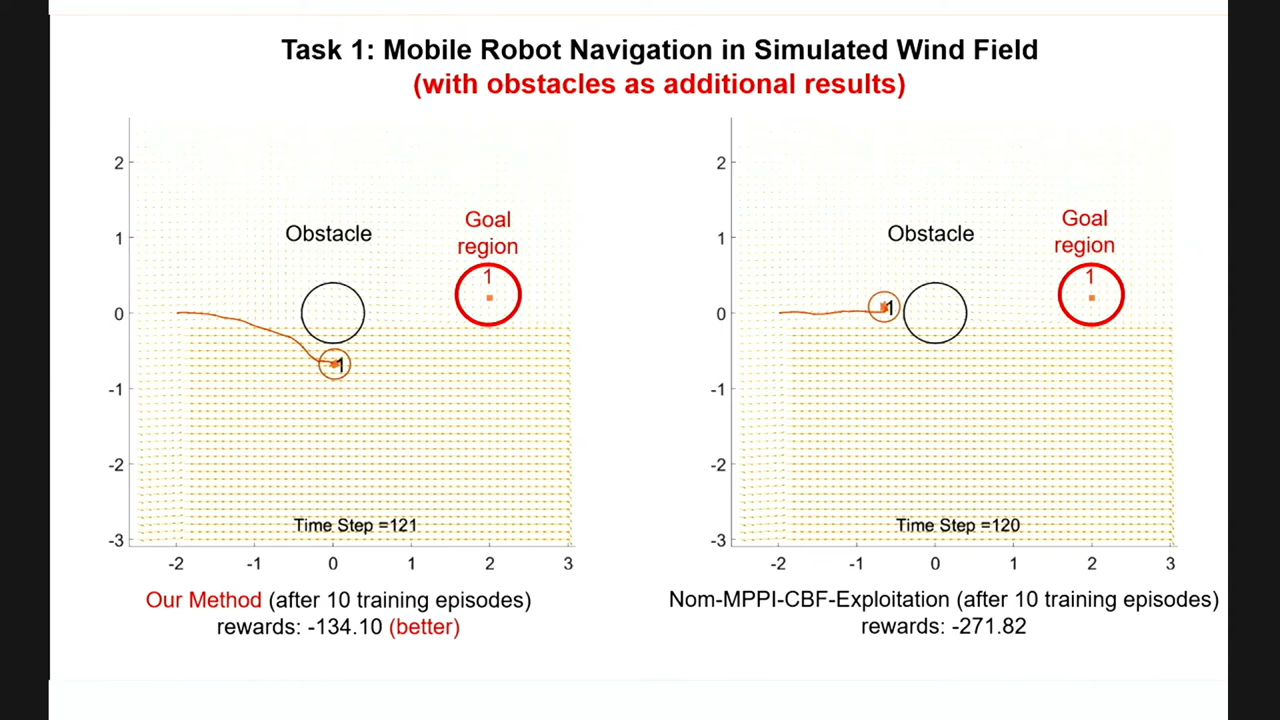 Task 1: Mobile Robot Navigation in Simulated Wind Field
(with obstacles as additional results)
2
1
0
-1
-2
-3
-2
-1
0
1
2
3
Obstacle
Goal
region
1
1
Time Step =121
Our Method (after 10 training episodes)
rewards: -134.10 (better)
2
1
0
-1
-2
-3
-2
-1
0
1
2
3
Obstacle
Goal
region
1
1
Time Step =120
Nom-MPPI-CBF-Exploitation (after 10 training episodes)
rewards: -271.82